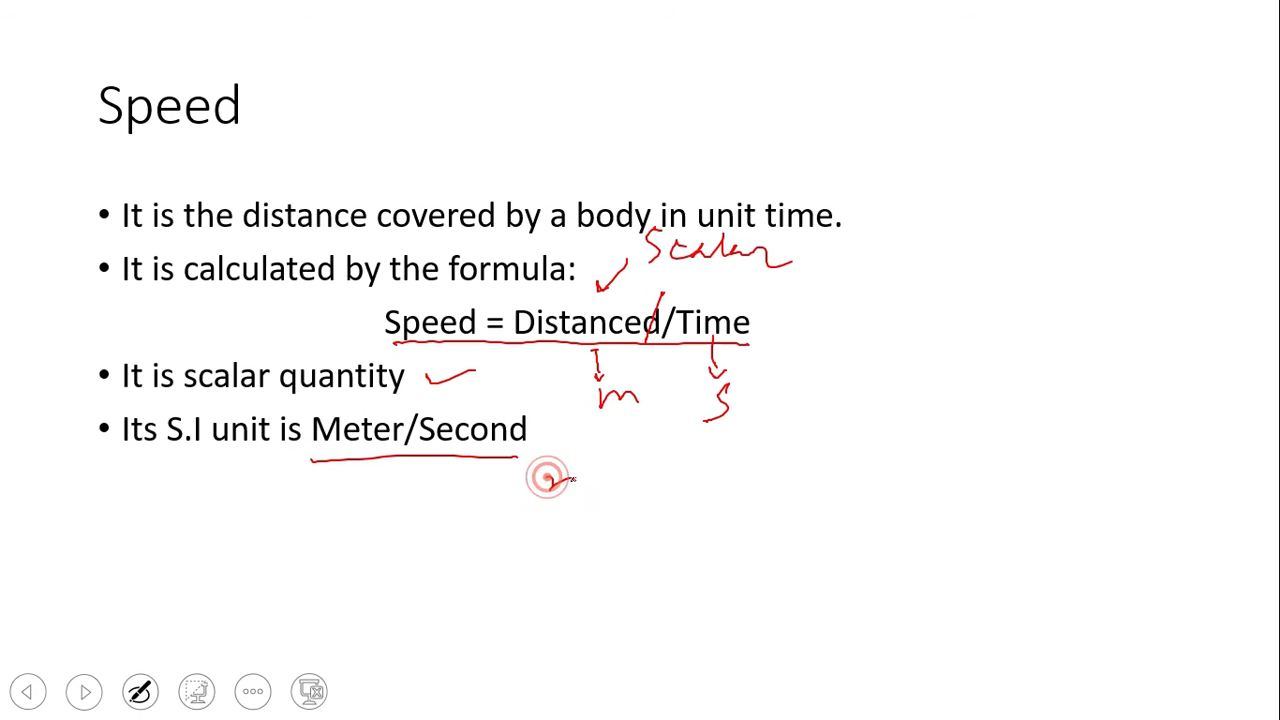 Speed
• It is the distance covered by a body in unit time.
Scalar
• It is calculated by the formula:
Speed = Distanced/Time
• It is scalar quantity
m
s
• Its S.I unit is Meter/Second